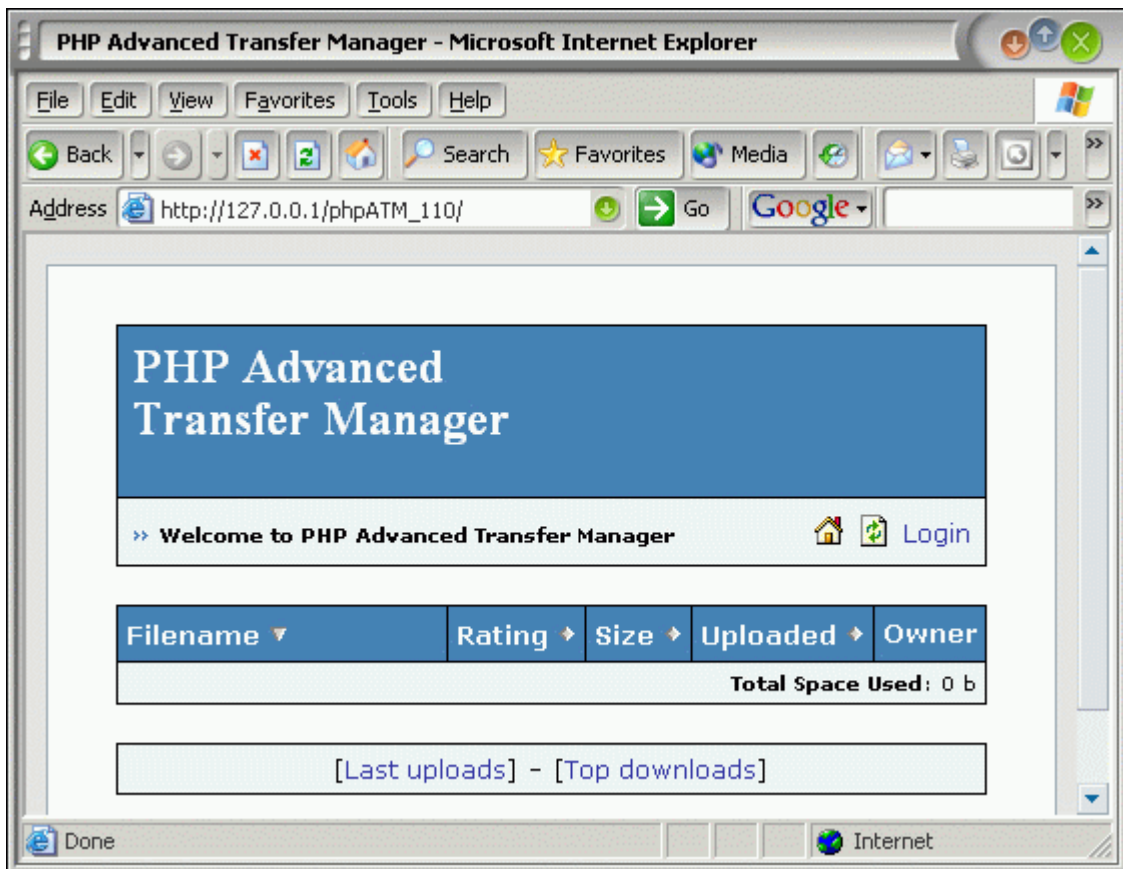 PHP Advanced Transfer Manager - Microsoft Internet Explorer
File Edit View Favorites Tools Help
Back Search Favorites Media »
Address http://127.0.0.1/phpATM_110/ Go Google »
PHP Advanced
Transfer Manager
» Welcome to PHP Advanced Transfer Manager Login
Filename Rating Size Uploaded Owner
Total Space Used: 0 b
[Last uploads] - [Top downloads]
Done Internet